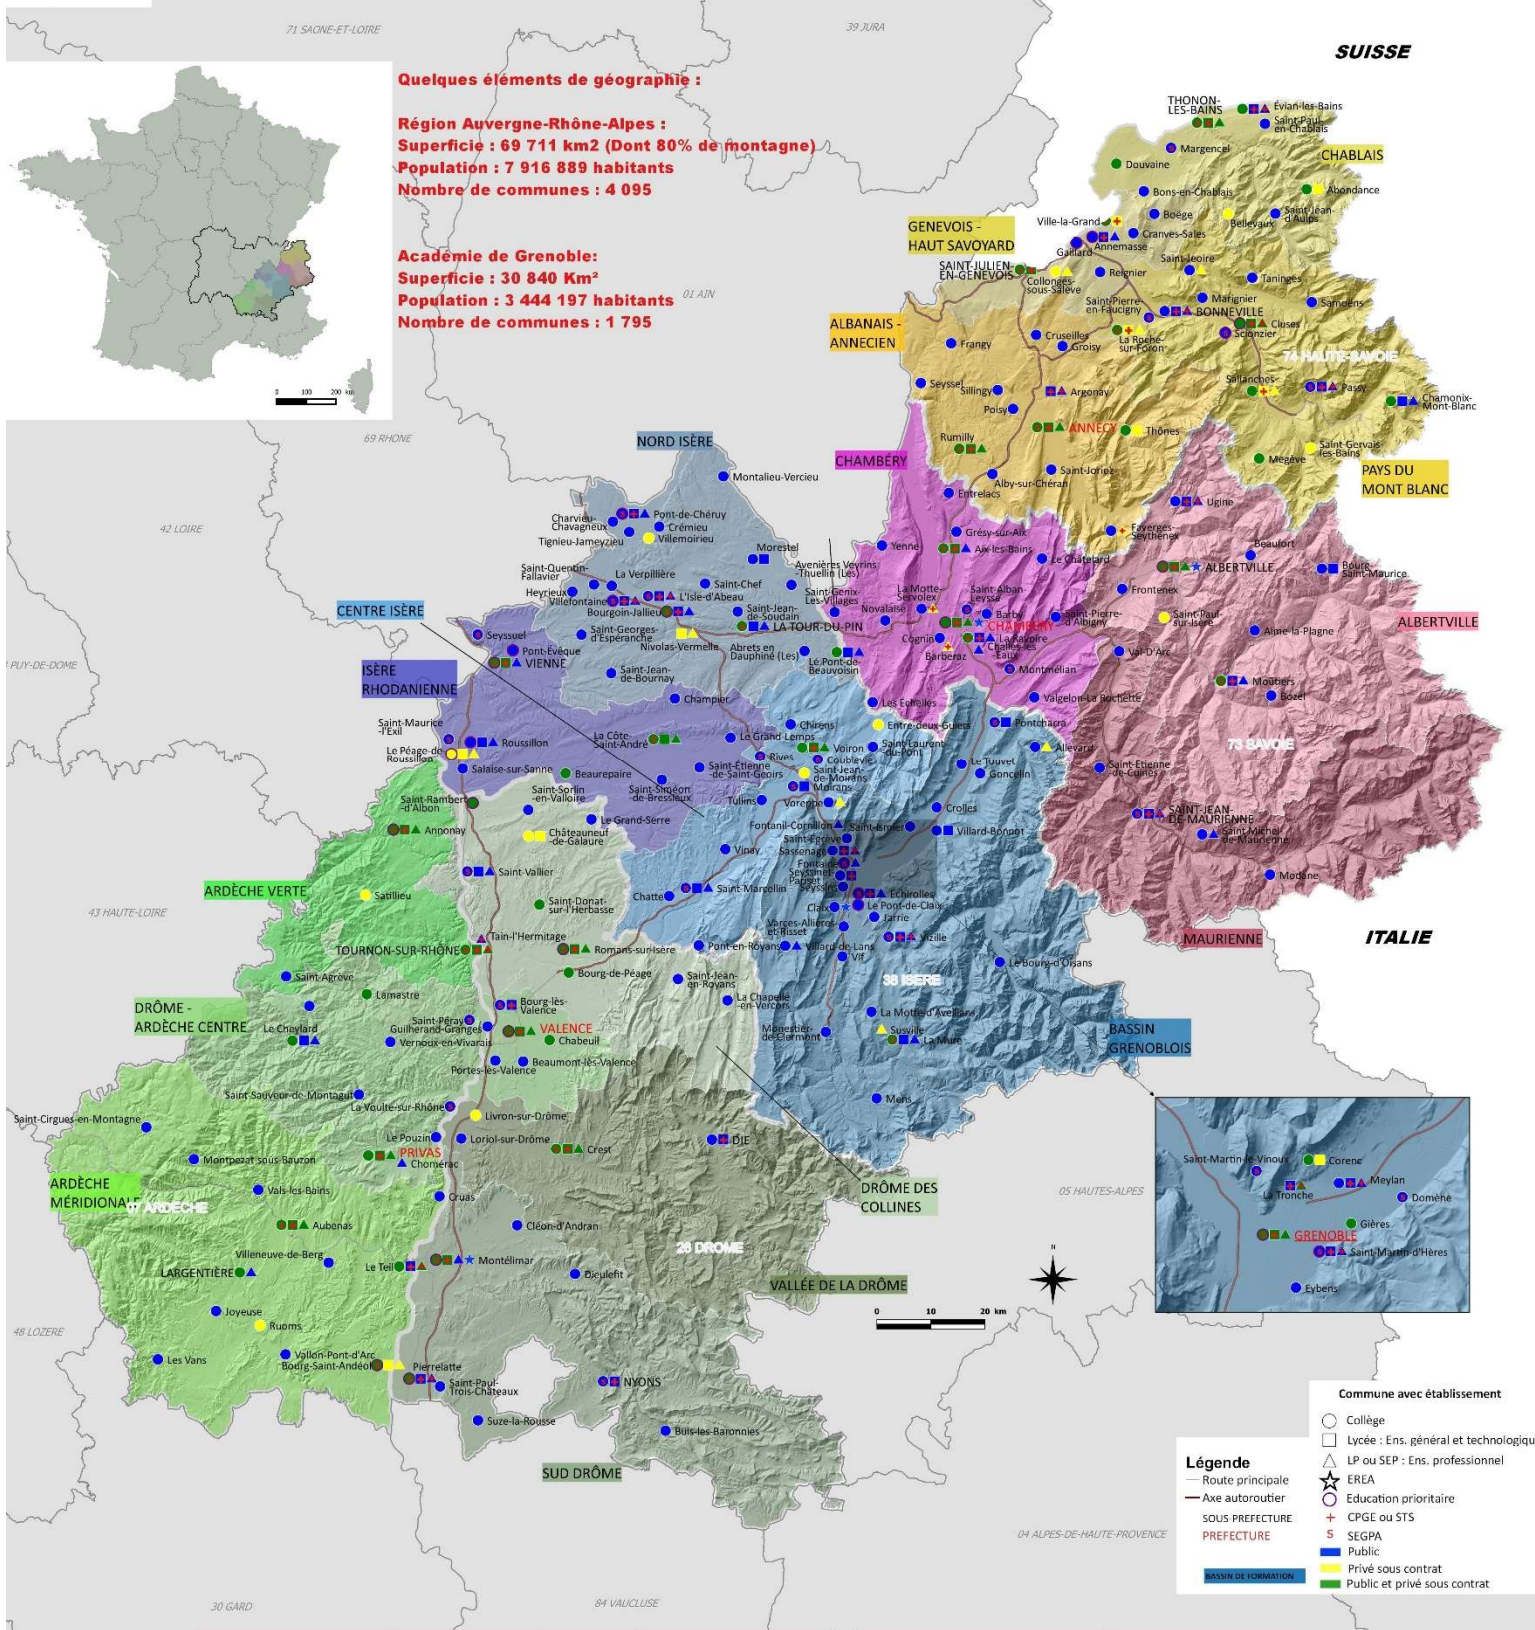 71 SAONE-ET-LOIRE
39 JURA
SUISSE
Quelques éléments de géographie :
Région Auvergne-Rhône-Alpes :
Superficie : 69 711 km2 (Dont 80% de montagne)
Population : 7 916 889 habitants
Nombre de communes : 4 095
Académie de Grenoble:
Superficie : 30 840 Km²
Population : 3 444 197 habitants
Nombre de communes : 1 795
0 100 200 km
01 AIN
69 RHONE
42 LOIRE
PUY-DE-DOME
43 HAUTE-LOIRE
48 LOZERE
30 GARD
84 VAUCLUSE
04 ALPES-DE-HAUTE-PROVENCE
05 HAUTES-ALPES
ITALIE
THONON-
LES-BAINS
Évian-les-Bains
Saint-Paul-
en-Chablais
Margencel
CHABLAIS
Douvaine
Bons-en-Chablais
Abondance
Boëge
Bellevaux
Saint-Jean-
d'Aulps
GENEVOIS -
HAUT SAVOYARD
Ville-la-Grand
Cranves-Sales
Annemasse
Gaillard
SAINT-JULIEN-
EN-GENEVOIS
Collonges-
sous-Salève
Reignier
Saint-Jeoire
Taninges
Saint-Pierre-
en-Faucigny
Marignier
Samoëns
BONNEVILLE
ALBANAIS -
ANNECIEN
Cluses
Scionzier
La Roche-
sur-Foron
Cruseilles
Groisy
Frangy
74 HAUTE-SAVOIE
Seyssel
Sillingy
Argonay
Sallanches
Passy
Chamonix-
Mont-Blanc
Poisy
ANNECY
Thônes
Rumilly
Saint-Gervais-
les-Bains
Megève
PAYS DU
MONT BLANC
NORD ISÈRE
CHAMBÉRY
Saint-Jorioz
Alby-sur-Chéran
Montalieu-Vercieu
Entrelacs
Ugine
Charvieu-
Chavagneux
Pont-de-Chéruy
Crémieu
Tignieu-Jameyzieu
Villemoirieu
Faverges-
Seythenex
Grésy-sur-Aix
Yenne
Aix-les-Bains
Beaufort
Morestel
Le Châtelard
ALBERTVILLE
Bourg-
Saint-Maurice
Saint-Quentin-
Fallavier
Avenières Veyrins
-Thuellin (Les)
La Verpillière
Heyrieux
Saint-Chef
Frontenex
Villefontaine
L'Isle-d'Abeau
Saint-Genix-
Les-Villages
La Motte-
Servolex
Saint-Alban-
Leysse
CENTRE ISÈRE
Bourgoin-Jallieu
Saint-Jean-
de-Soudain
Novalaise
Barby
CHAMBERY
Saint-Pierre-
d'Albigny
Saint-Paul-
sur-Isère
ALBERTVILLE
LA TOUR-DU-PIN
Aime-la-Plagne
Seyssuel
Saint-Georges-
d'Espéranche
Nivolas-Vermelle
Cognin
La Ravoire
Challes-les-
Eaux
Barberaz
Pont-Évêque
Abrets en
Dauphiné (Les)
Le Pont-de-
Beauvoisin
Val-D'Arc
VIENNE
ISÈRE
RHODANIENNE
Saint-Jean-
de-Bournay
Montmélian
Moûtiers
Champier
Les Échelles
Valgelon-La Rochette
Bozel
Saint-Maurice
-l'Exil
Chirens
Entre-deux-Guiers
Pontcharra
Roussillon
La Côte
Saint-André
Le Grand-Lemps
Voiron
Saint-Laurent-
du-Pont
Allevard
73 SAVOIE
Le Péage-de-
Roussillon
Rives
Coublevie
Le Touvet
Salaise-sur-Sanne
Beaurepaire
Saint-Étienne
-de-Saint-Geoirs
Saint-Jean-
de-Moirans
Goncelin
Saint-Etienne
-de-Cuines
Saint-Siméon
de-Bressieux
Moirans
Saint-Rambert
-d'Albon
Saint-Sorlin
-en-Valloire
Tullins
Voreppe
Crolles
SAINT-JEAN-
DE-MAURIENNE
Le Grand-Serre
Annonay
Châteauneuf
-de-Galaure
Fontanil-Cornillon
Saint-Ismier
Villard-Bonnot
Saint Michel
-de-Maurienne
Saint-Égrève
Vinay
Sassenage
Fontaine
Seyssinet-
Pariset
Seyssins
Modane
Saint-Vallier
ARDÈCHE VERTE
Satillieu
Chatte
Saint-Marcellin
Echirolles
Claix
Le Pont-de-Claix
Saint-Donat-
sur-l'Herbasse
Jarrie
Varces-Allières-
et-Risset
Tain-l'Hermitage
Vizille
MAURIENNE
TOURNON-SUR-RHÔNE
Romans-sur-Isère
Pont-en-Royans
Villard-de-Lans
Vif
Bourg-de-Péage
Le Bourg-d'Oisans
Saint-Agrève
Saint-Jean-
en-Royans
38 ISERE
Lamastre
DRÔME -
ARDÈCHE CENTRE
Bourg-lès-
Valence
La Chapelle
-en-Vercors
La Motte-d'Aveillans
Saint-Péray
Guilherand-Granges
VALENCE
Monestier-
de-Clermont
Susville
BASSIN
GRENOBLOIS
Le Cheylard
Vernoux-en-Vivarais
Chabeuil
La Mure
Beaumont-lès-Valence
Portes-lès-Valence
Saint-Sauveur-de-Montagut
Mens
La Voulte-sur-Rhône
Livron-sur-Drôme
Saint-Cirgues-en-Montagne
Le Pouzin
Loriol-sur-Drôme
DIE
PRIVAS
Crest
Montpezat-sous-Bauzon
Chomérac
ARDÈCHE
MÉRIDIONALE
DRÔME DES
COLLINES
Vals-les-Bains
Cruas
07 ARDECHE
Aubenas
Cléon-d'Andran
26 DROME
Villeneuve-de-Berg
Le Teil
Montélimar
LARGENTIÈRE
Dieulefit
VALLÉE DE LA DRÔME
Joyeuse
Ruoms
0 10 20 km
N
Vallon-Pont-d'Arc
Les Vans
Bourg-Saint-Andéol
Pierrelatte
Saint-Paul-
Trois-Châteaux
NYONS
Suze-la-Rousse
Buis-les-Baronnies
SUD DRÔME
Saint-Martin-le-Vinoux
Corenc
La Tronche
Meylan
Domène
Gières
GRENOBLE
Saint-Martin-d'Hères
Eybens
Légende
Route principale
Axe autoroutier
SOUS-PREFECTURE
PREFECTURE
BASSIN DE FORMATION
Commune avec établissement
Collège
Lycée : Ens. général et technologiqu
LP ou SEP : Ens. professionnel
EREA
Education prioritaire
+ CPGE ou STS
S SEGPA
Public
Privé sous contrat
Public et privé sous contrat